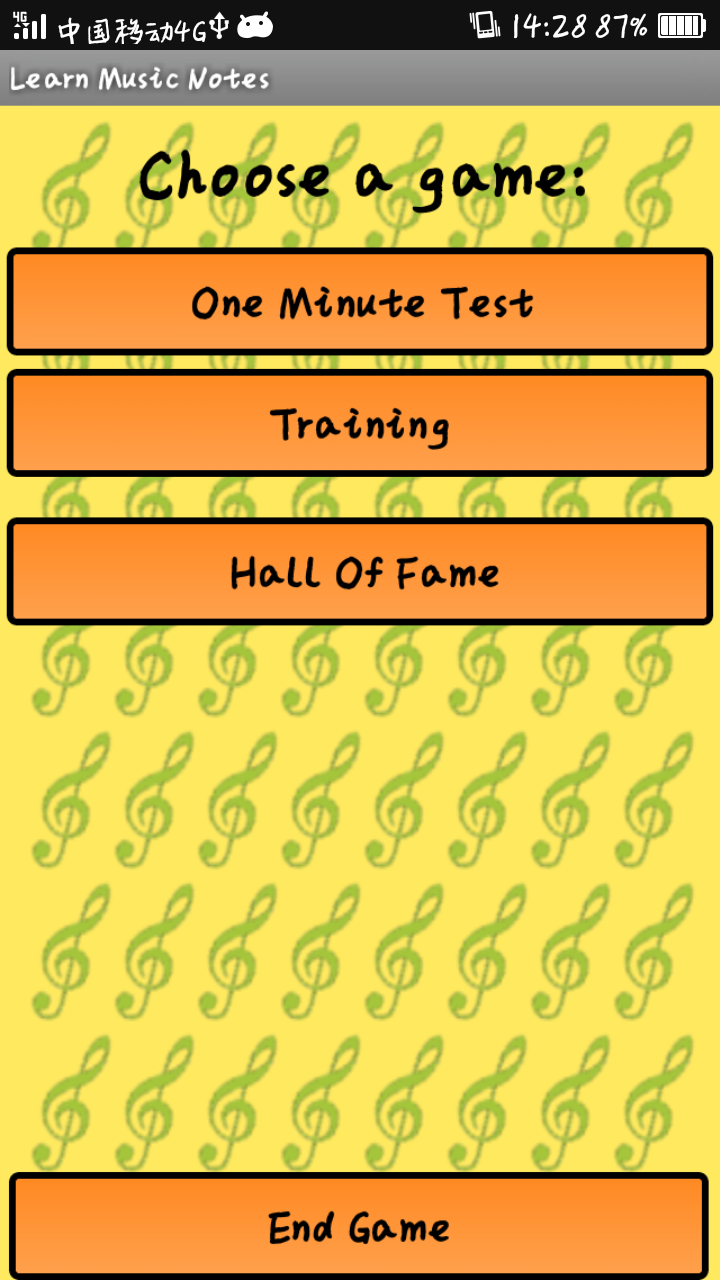 4G 中国移动4G 14:28 87%
Learn Music Notes
Choose a game:
One Minute Test
Training
Hall Of Fame
End Game